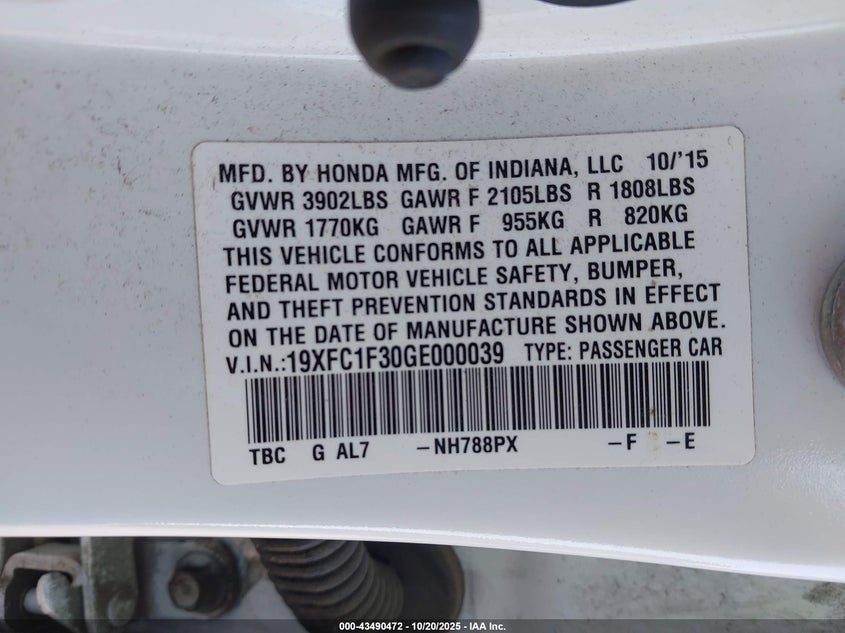 MFD. BY HONDA MFG. OF INDIANA, LLC 10/'15
GVWR 3902LBS GAWR F 2105LBS R 1808LBS
GVWR 1770KG GAWR F 955KG R 820KG
THIS VEHICLE CONFORMS TO ALL APPLICABLE
FEDERAL MOTOR VEHICLE SAFETY, BUMPER,
AND THEFT PREVENTION STANDARDS IN EFFECT
ON THE DATE OF MANUFACTURE SHOWN ABOVE.
V.I.N.:19XFC1F30GE000039 TYPE: PASSENGER CAR
TBC G AL7 –NH788PX –F –E
000-43490472 - 10/20/2025 - IAA Inc.